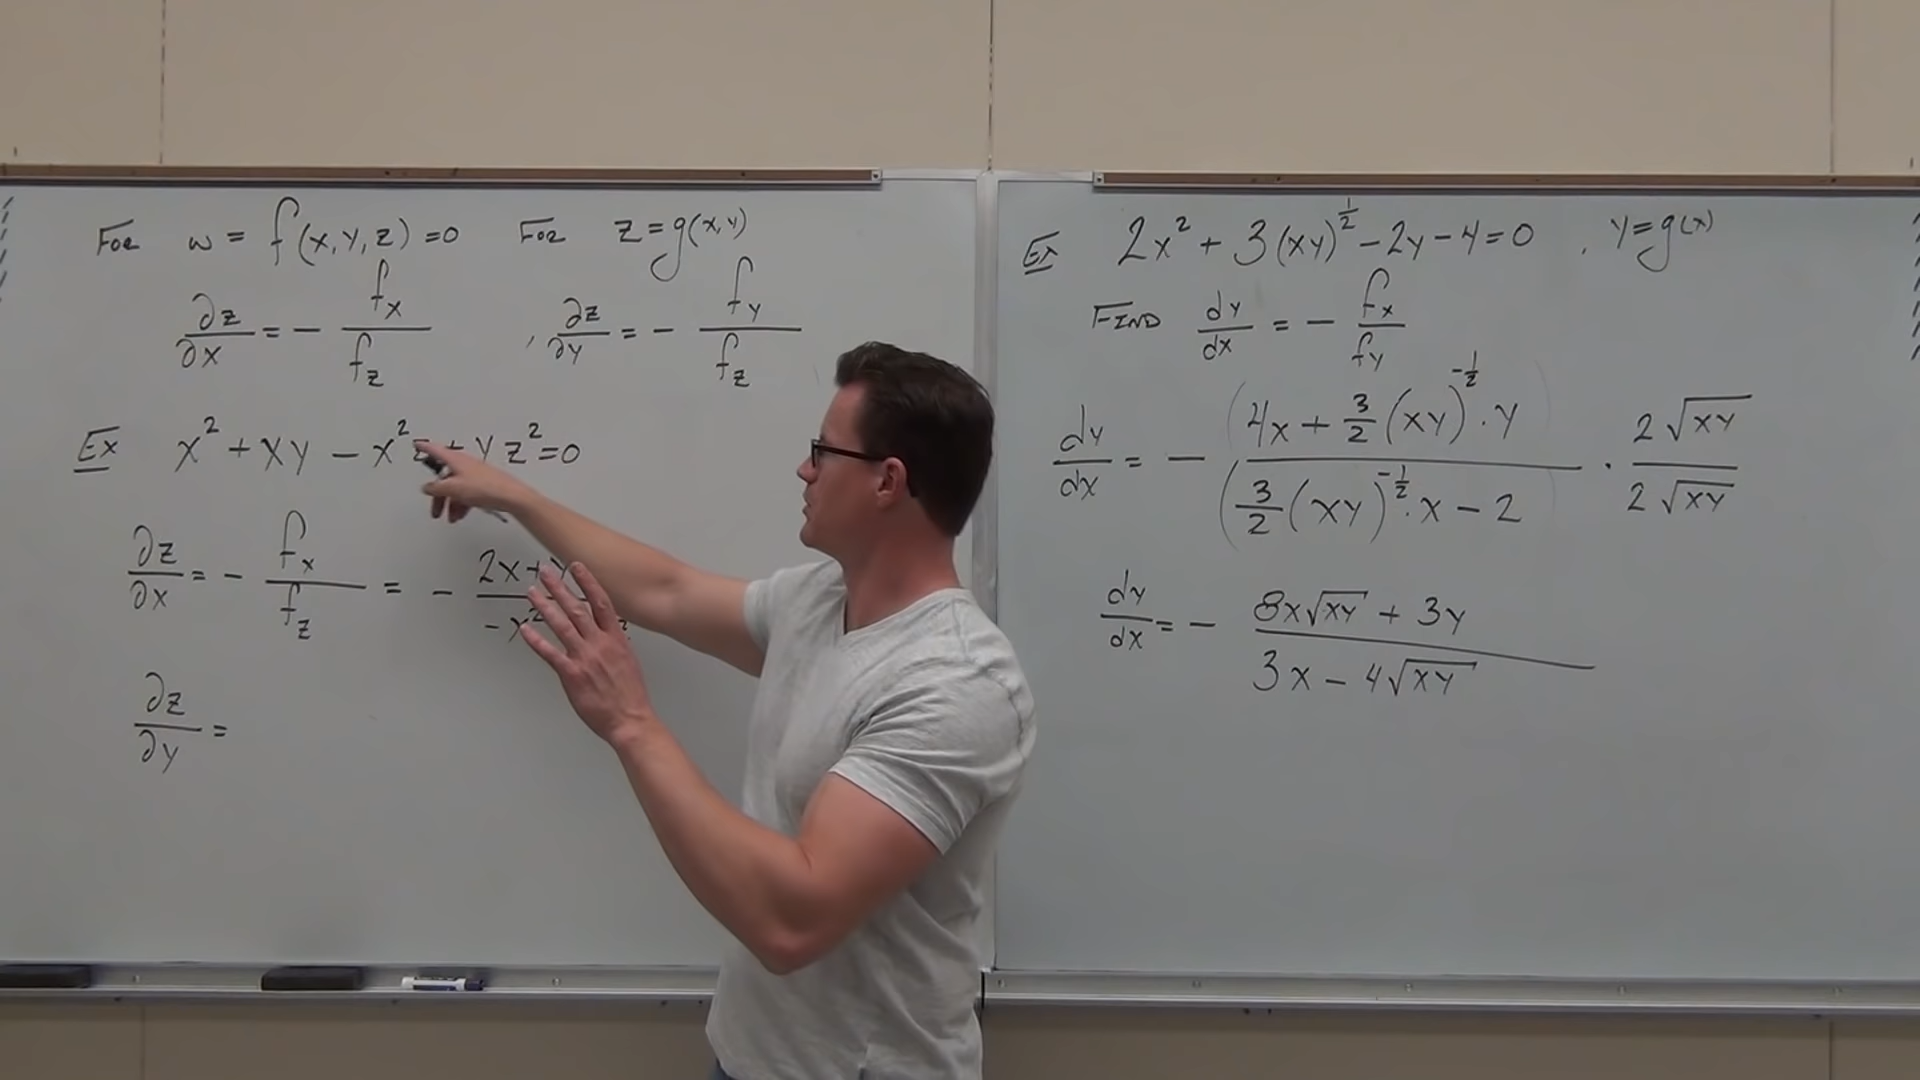 For w = f(x, y, z) = 0 For z = g(x, y)
∂z/∂x = − f_x/f_z , ∂z/∂y = − f_y/f_z
Ex x² + xy − x²z + yz² = 0
∂z/∂x = − f_x/f_z = − 2x + y / −x²
∂z/∂y =
Ex 2x² + 3(xy)^{1/2} − 2y − 4 = 0 , y = g(x)
Find dy/dx = − f_x/f_y
dy/dx = − (4x + 3/2 (xy)^{-1/2} · y) / (3/2 (xy)^{-1/2} · x − 2) · 2√xy / 2√xy
dy/dx = − 8x√xy + 3y / 3x − 4√xy